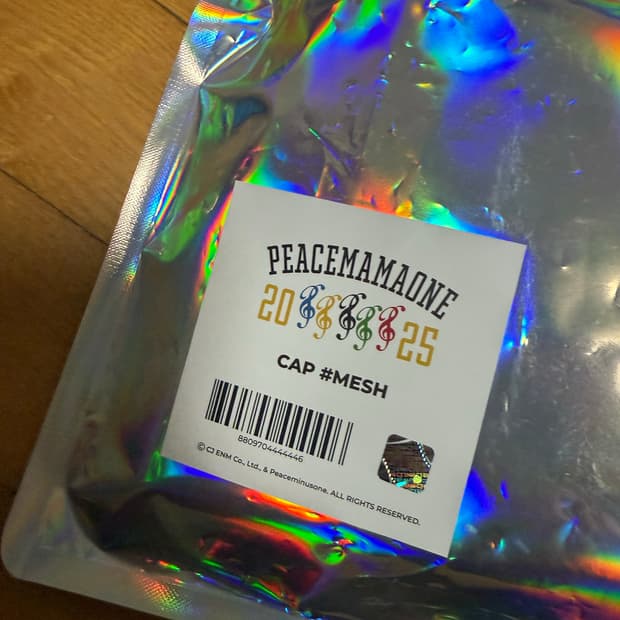 PEACEMAMAONE
20 25
CAP #MESH
8809704444446
© CJ ENM Co., Ltd., & Peaceminusone. ALL RIGHTS RESERVED.